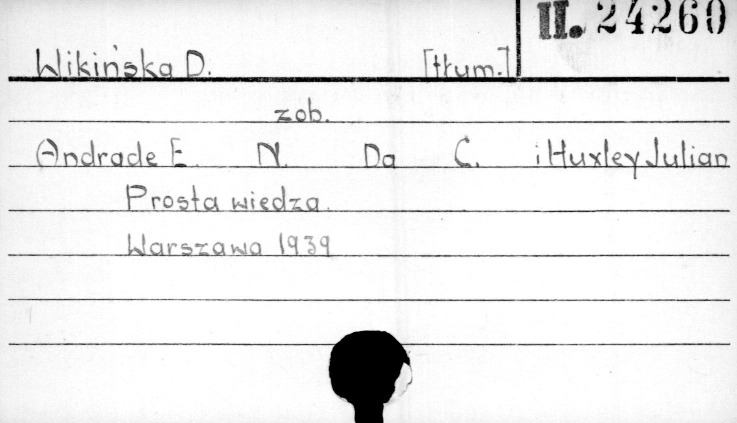 II. 24260
Wikińska D. [tłum.]
zob.
Andrade E. N. Da C. i Huxley Julian
Prosta wiedza.
Warszawa 1939